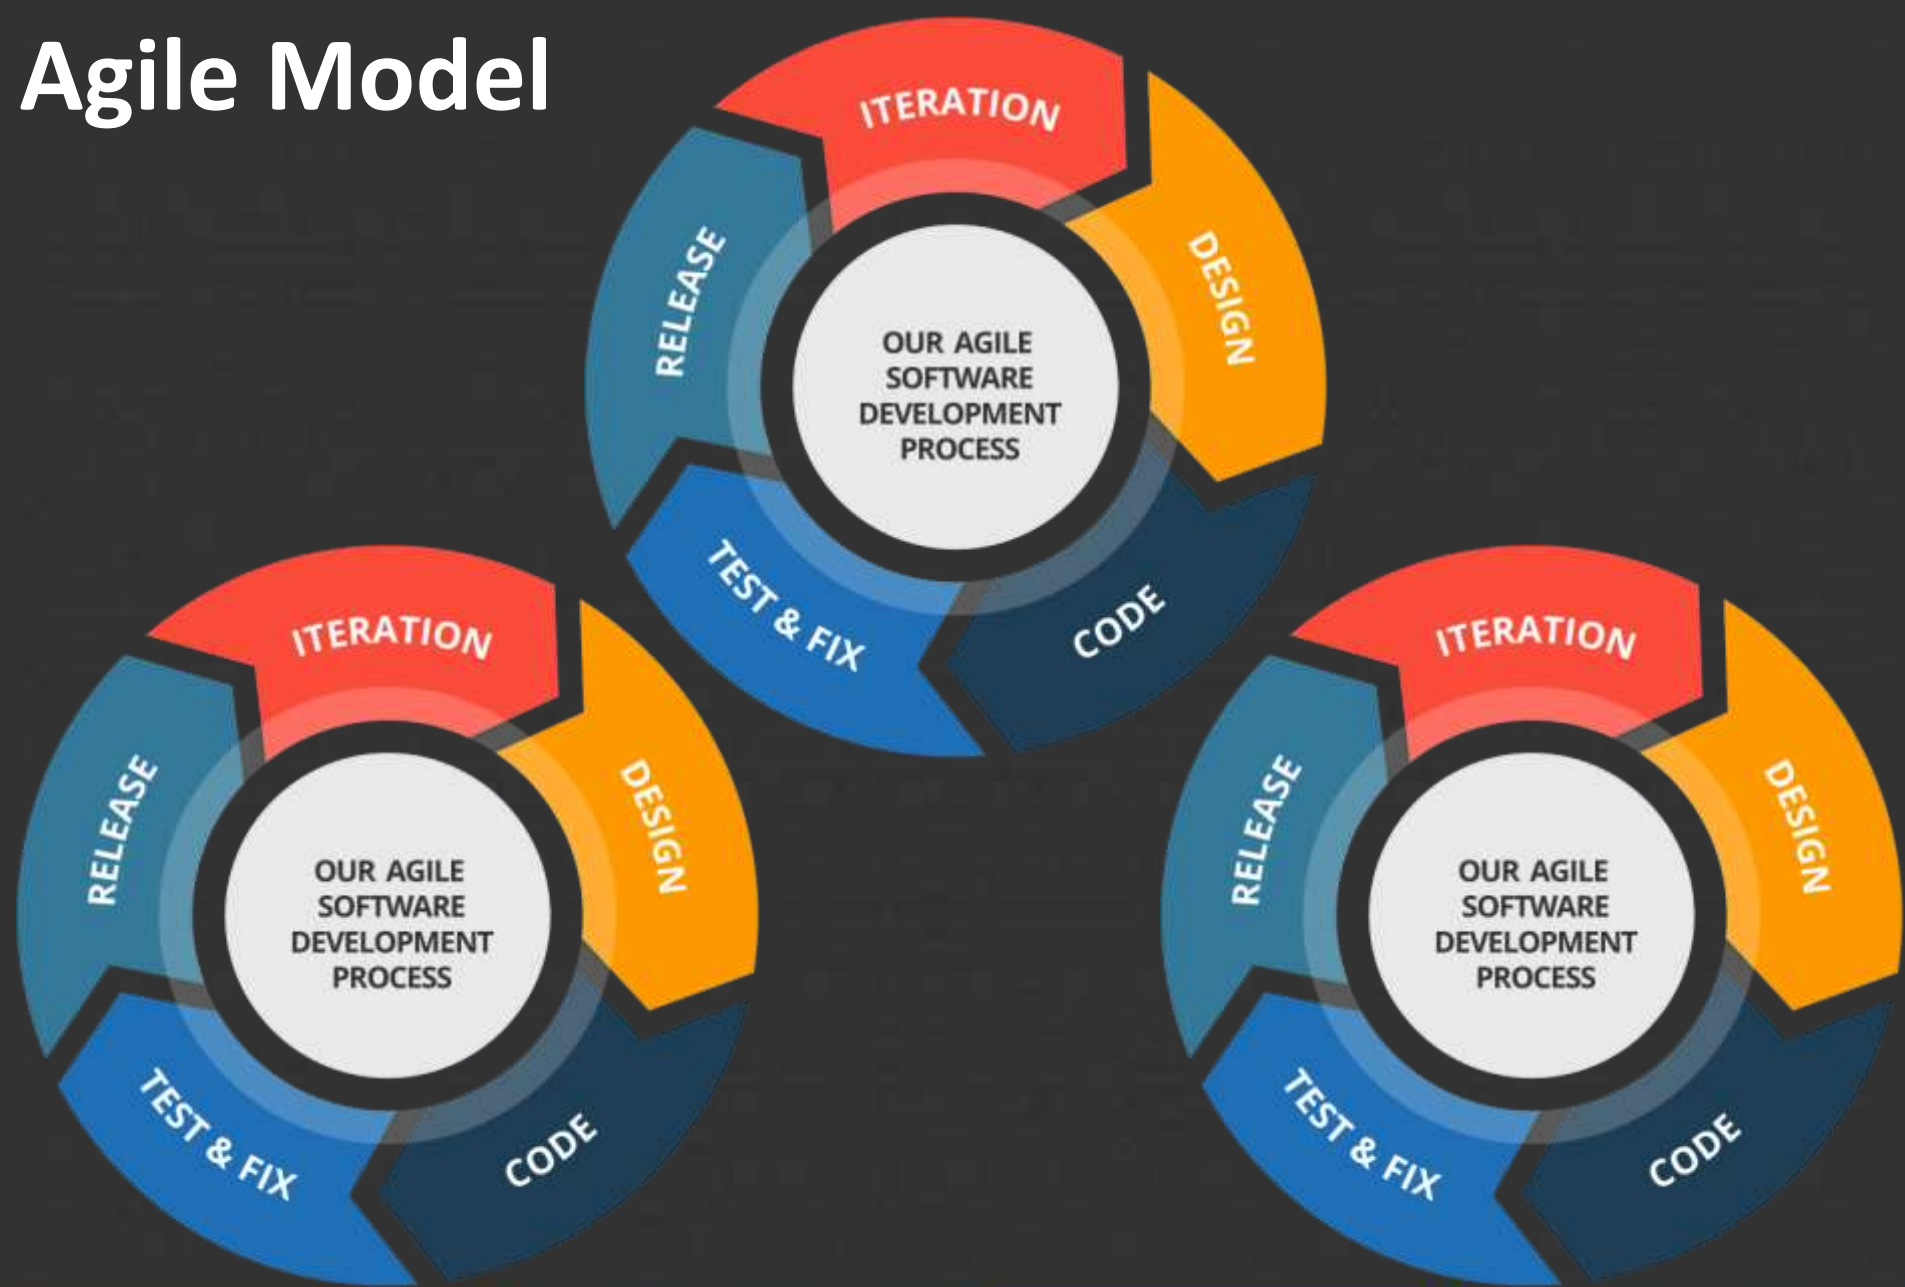 Agile Model
ITERATION
DESIGN
CODE
TEST & FIX
RELEASE
OUR AGILE
SOFTWARE
DEVELOPMENT
PROCESS
ITERATION
DESIGN
CODE
TEST & FIX
RELEASE
OUR AGILE
SOFTWARE
DEVELOPMENT
PROCESS
ITERATION
DESIGN
CODE
TEST & FIX
RELEASE
OUR AGILE
SOFTWARE
DEVELOPMENT
PROCESS